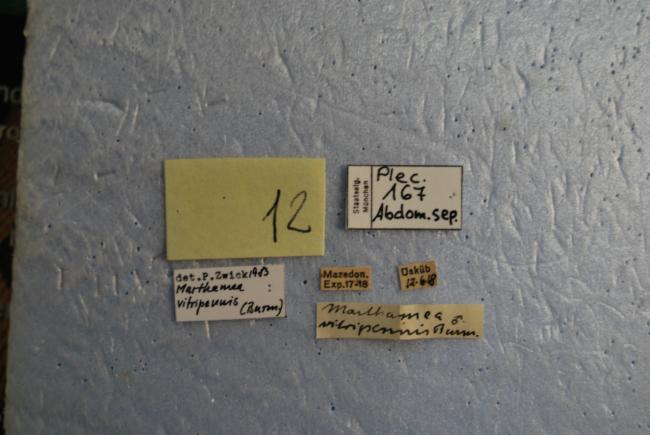 12
Staatsslg.
München
Plec.
167
Abdom. sep.
det. P. Zwick 1983
Marthamea
vitripennis (Burm)
Mazedon.
Exp. 17-18
Üsküb
12-6-18
Marthamea ♂
vitripennis Burm.